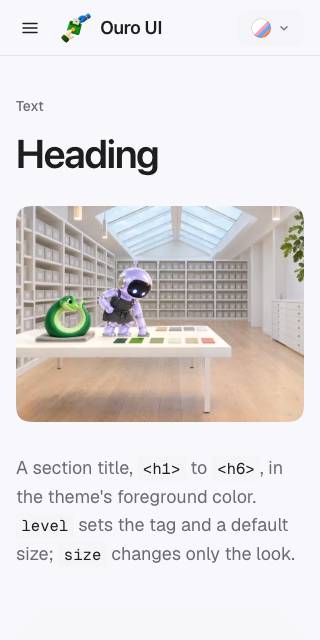 Ouro UI
Text
Heading
A section title, <h1> to <h6>, in
the theme's foreground color.
level sets the tag and a default
size; size changes only the look.